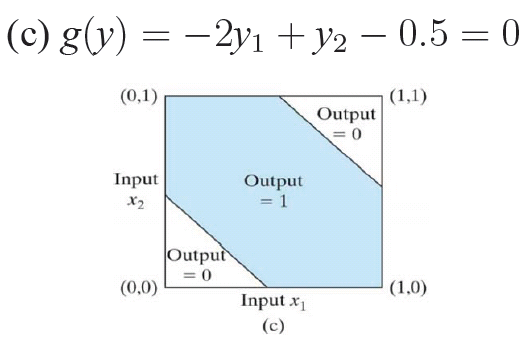 (c) g(y) = −2y₁ + y₂ − 0.5 = 0
(0,1)
(1,1)
Output
= 0
Input
x₂
Output
= 1
Output
= 0
(0,0)
(1,0)
Input x₁
(c)